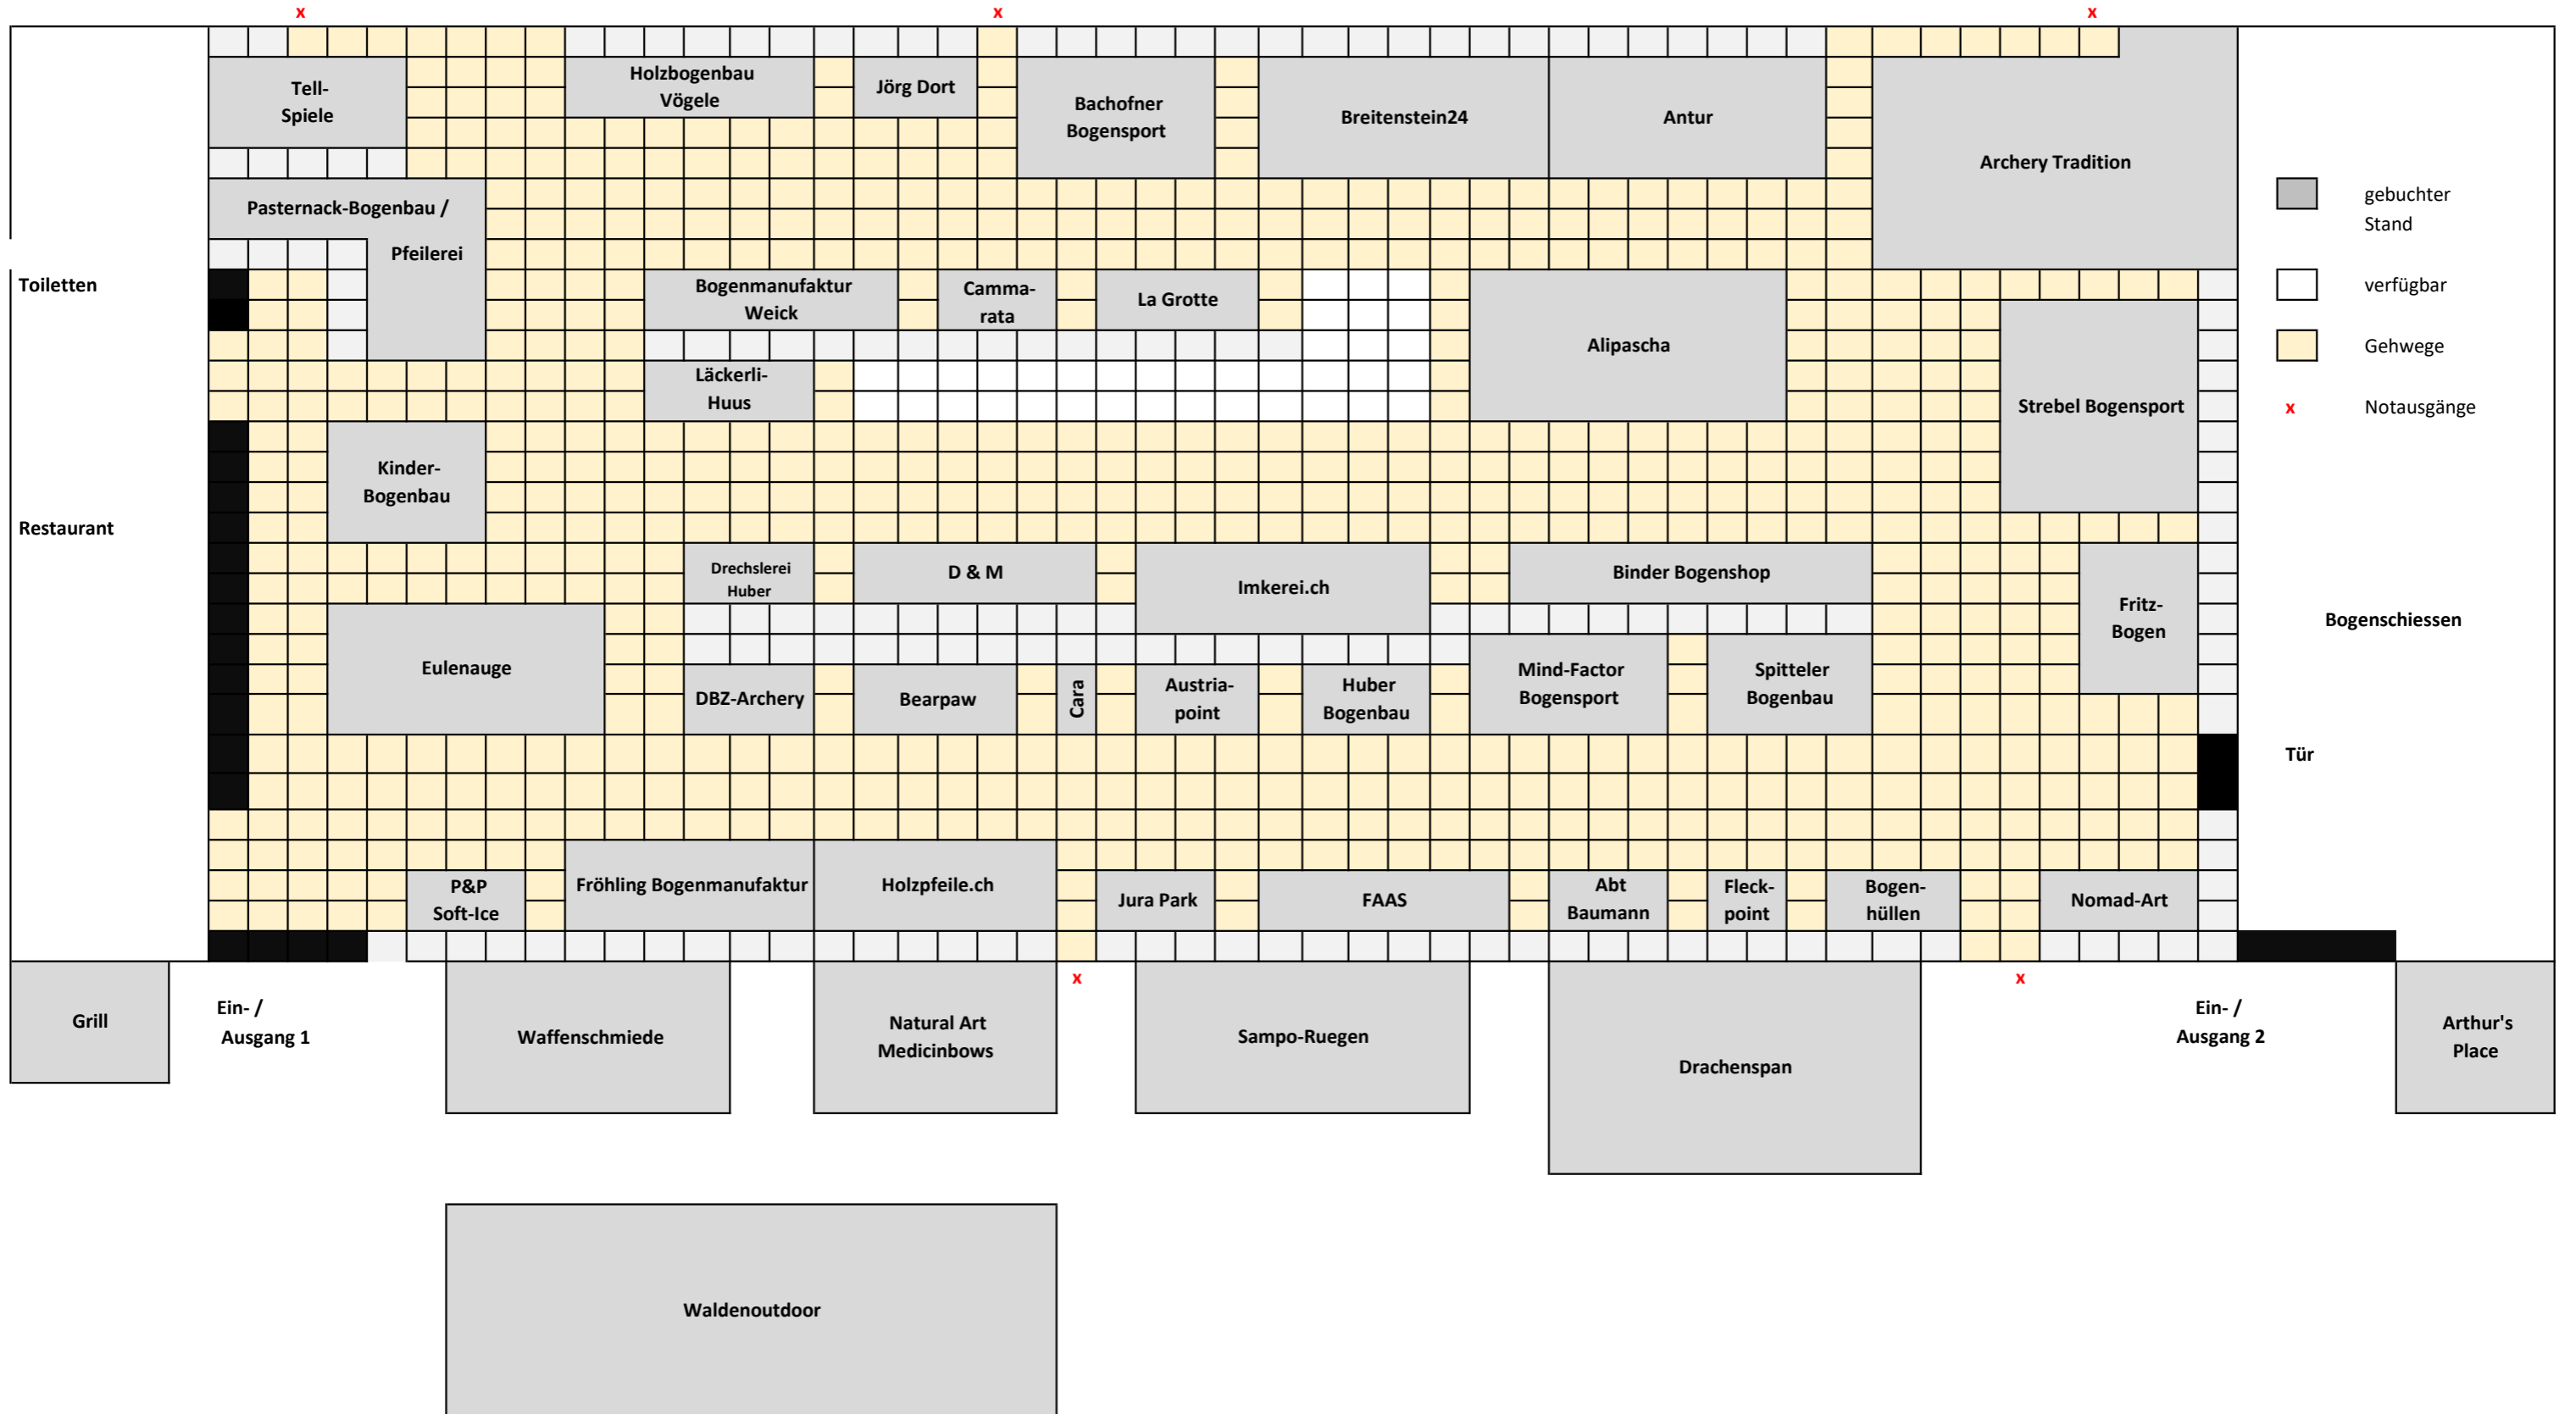 x
x
x
Tell-
Spiele
Holzbogenbau
Vögele
Jörg Dort
Bachofner
Bogensport
Breitenstein24
Antur
Archery Tradition
Pasternack-Bogenbau /
Pfeilerei
gebuchter
Stand
verfügbar
Gehwege
x
Notausgänge
Toiletten
Bogenmanufaktur
Weick
Camma-
rata
La Grotte
Alipascha
Strebel Bogensport
Läckerli-
Huus
Kinder-
Bogenbau
Restaurant
Drechslerei
Huber
D & M
Imkerei.ch
Binder Bogenshop
Fritz-
Bogen
Bogenschiessen
Eulenauge
DBZ-Archery
Bearpaw
Cara
Austria-
point
Huber
Bogenbau
Mind-Factor
Bogensport
Spitteler
Bogenbau
Tür
P&P
Soft-Ice
Fröhling Bogenmanufaktur
Holzpfeile.ch
Jura Park
FAAS
Abt
Baumann
Fleck-
point
Bogen-
hüllen
Nomad-Art
x
x
Grill
Ein- /
Ausgang 1
Waffenschmiede
Natural Art
Medicinbows
Sampo-Ruegen
Drachenspan
Ein- /
Ausgang 2
Arthur's
Place
Waldenoutdoor